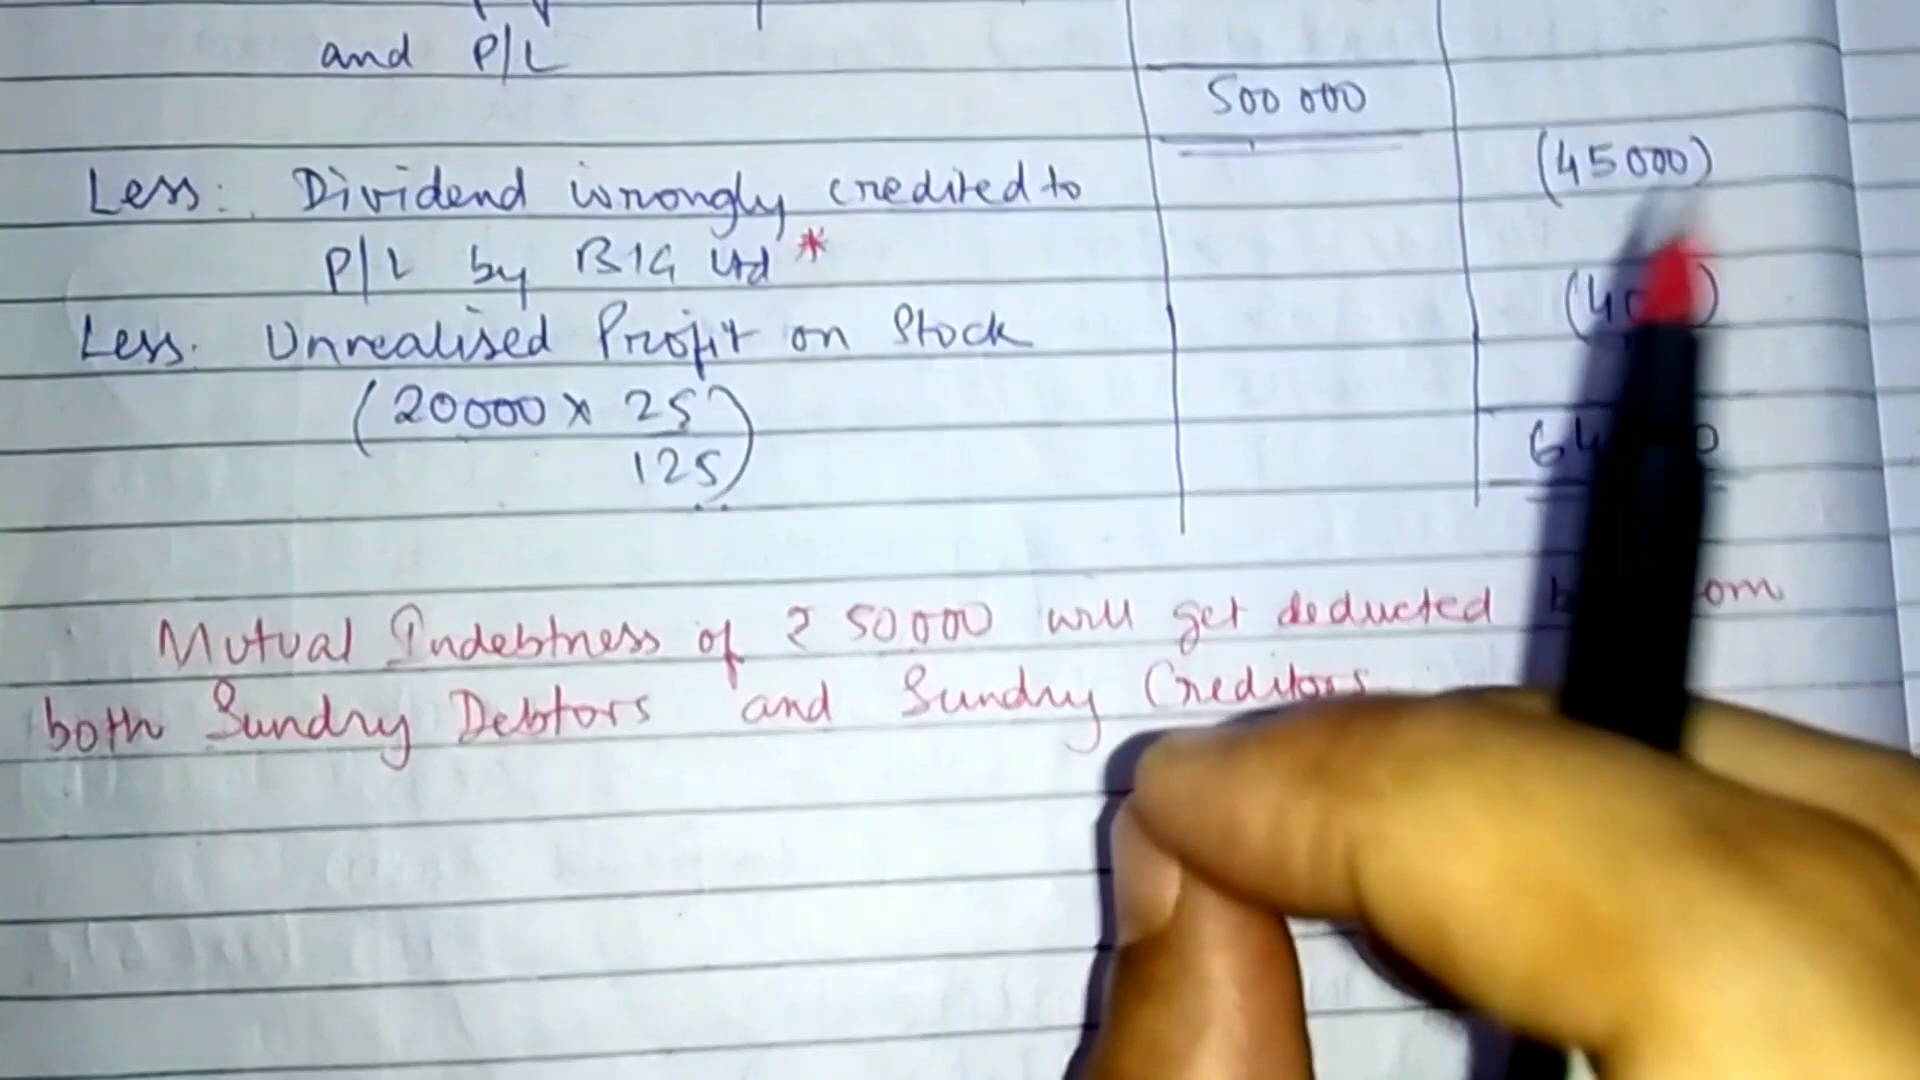 and P/L
500 000
Less: Dividend wrongly credited to (45000)
P/L by BIG Ltd *
Less. Unrealised Profit on Stock
(20000 x 25
125)
Mutual Indebtness of ₹ 50000 will get deducted
both Sundry Debtors and Sundry Creditors